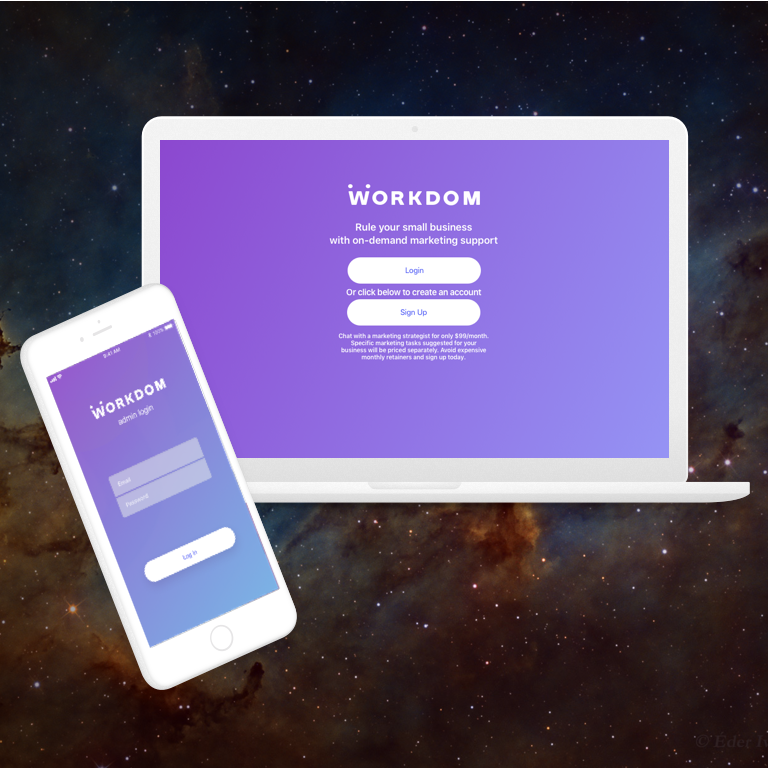 WORKDOM
Rule your small business
with on-demand marketing support
Login
Or click below to create an account
Sign Up
Chat with a marketing strategist for only $99/month.
Specific marketing tasks suggested for your
business will be priced separately. Avoid expensive
monthly retainers and sign up today.
9:41 AM
100%
WORKDOM
admin login
Email
Password
Log in
© Eder